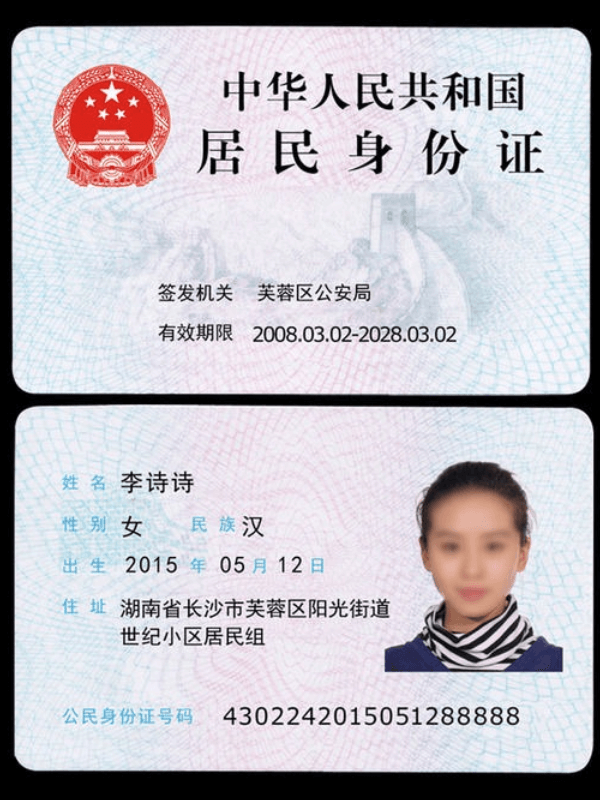 中华人民共和国
居民身份证
签发机关 芙蓉区公安局
有效期限 2008.03.02-2028.03.02
姓名 李诗诗
性别 女 民族 汉
出生 2015 年 05 月 12 日
住址 湖南省长沙市芙蓉区阳光街道
世纪小区居民组
公民身份证号码 4302242015051288888